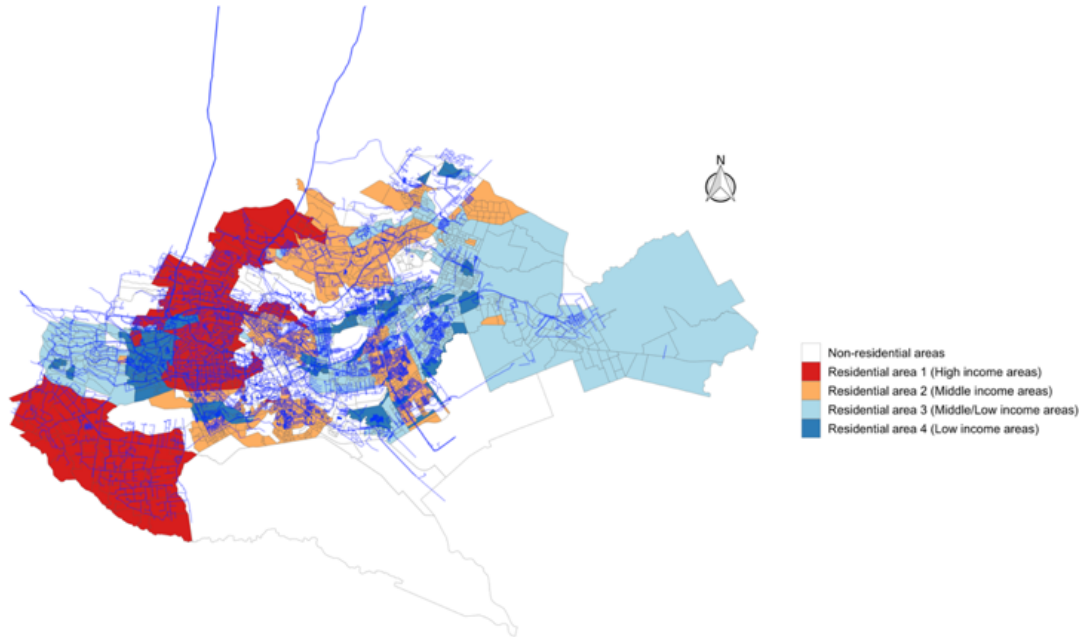 N
Non-residential areas
Residential area 1 (High income areas)
Residential area 2 (Middle income areas)
Residential area 3 (Middle/Low income areas)
Residential area 4 (Low income areas)